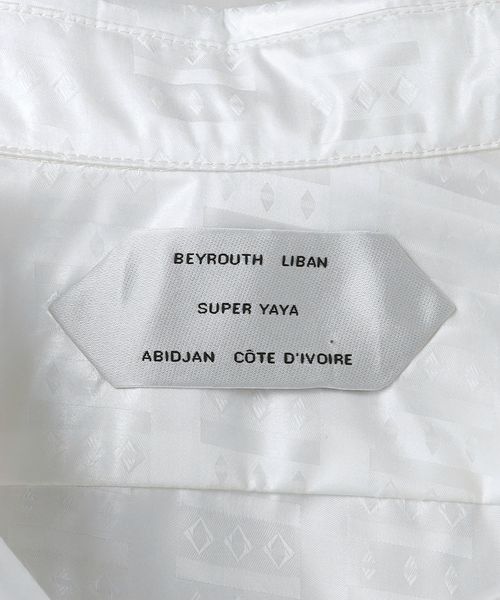 BEYROUTH LIBAN
SUPER YAYA
ABIDJAN CÔTE D'IVOIRE